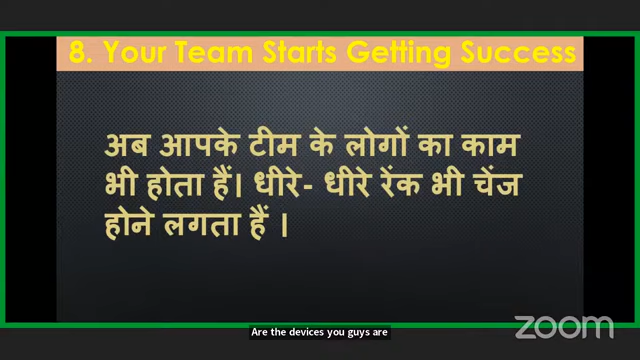 8. Your Team Starts Getting Success
अब आपके टीम के लोगों का काम
भी होता हैं। धीरे- धीरे रेंक भी चेंज
होने लगता हैं ।
zoom
Are the devices you guys are